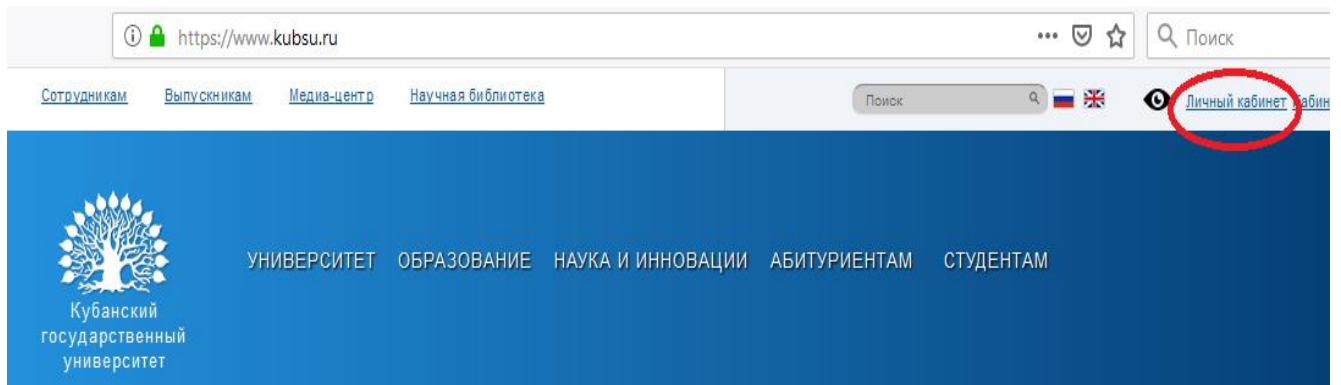 https://www.kubsu.ru
Поиск
Сотрудникам Выпускникам Медиа-центр Научная библиотека
Поиск
Личный кабинет
УНИВЕРСИТЕТ ОБРАЗОВАНИЕ НАУКА И ИННОВАЦИИ АБИТУРИЕНТАМ СТУДЕНТАМ
Кубанский
государственный
университет